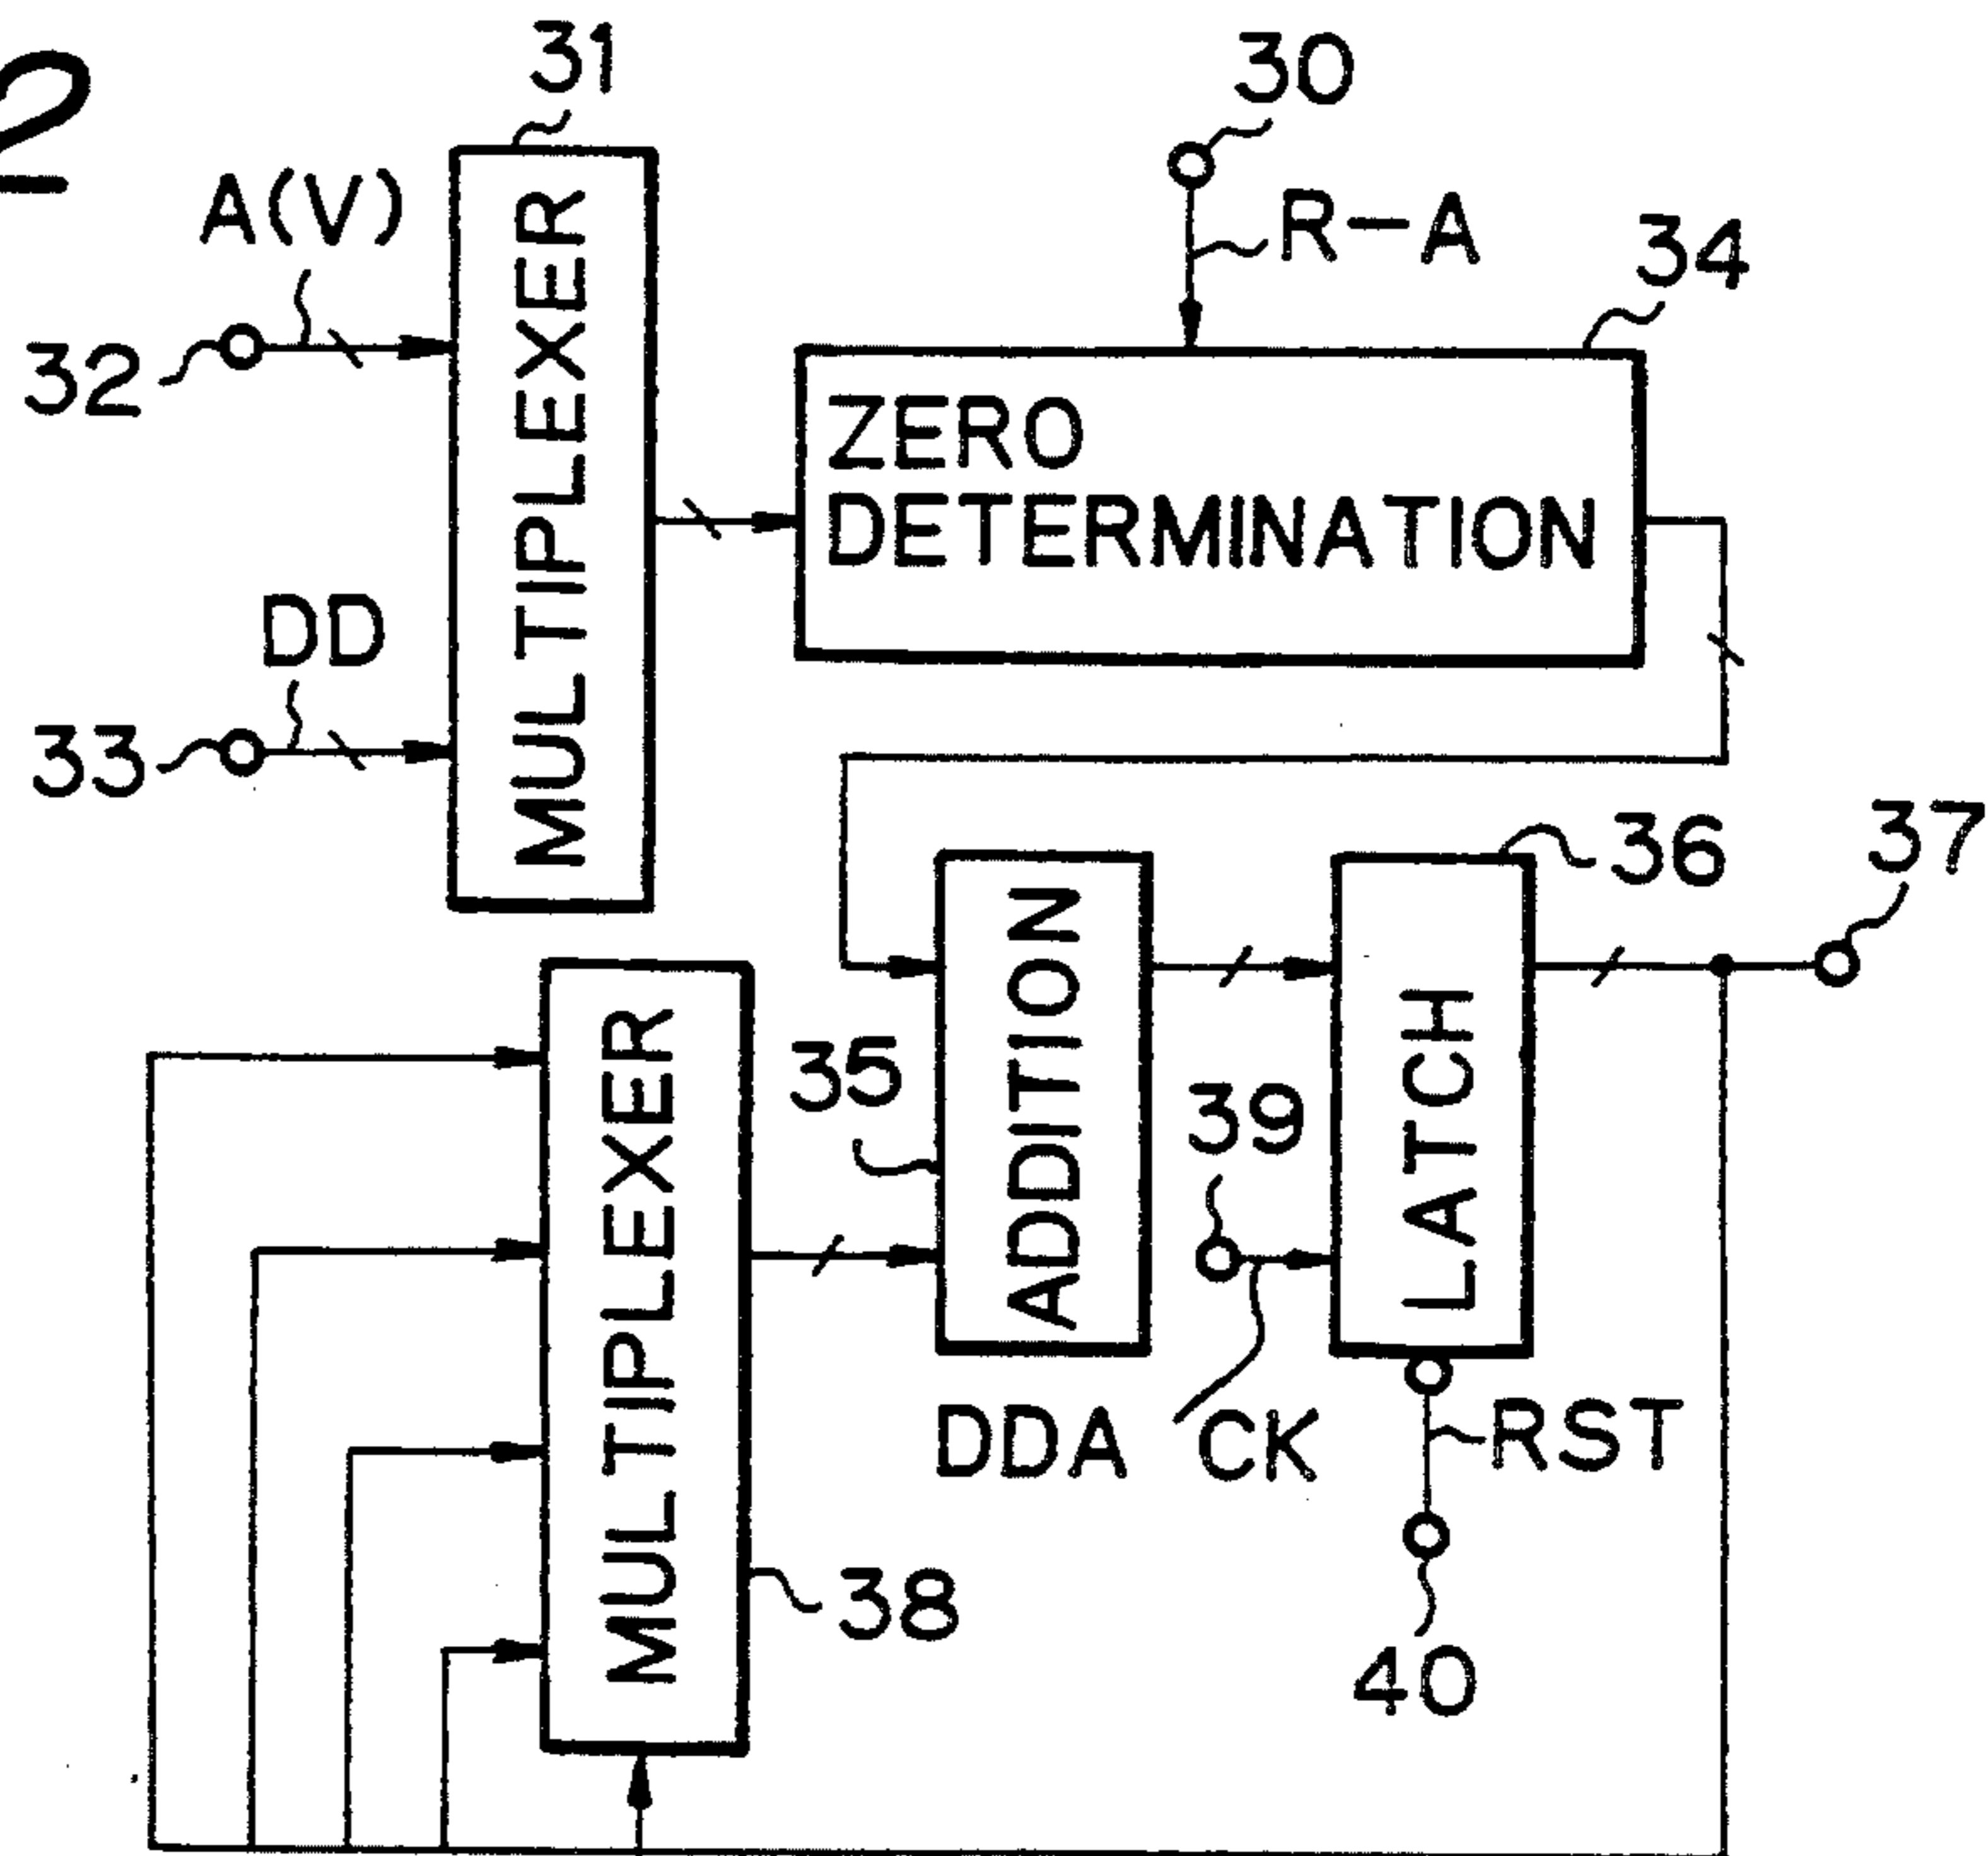 2
31
30
A(V)
R-A
34
32
MULTIPLEXER
ZERO
DETERMINATION
DD
33
36
37
MULTIPLEXER
35
ADDITION
39
LATCH
DDA CK
RST
38
40